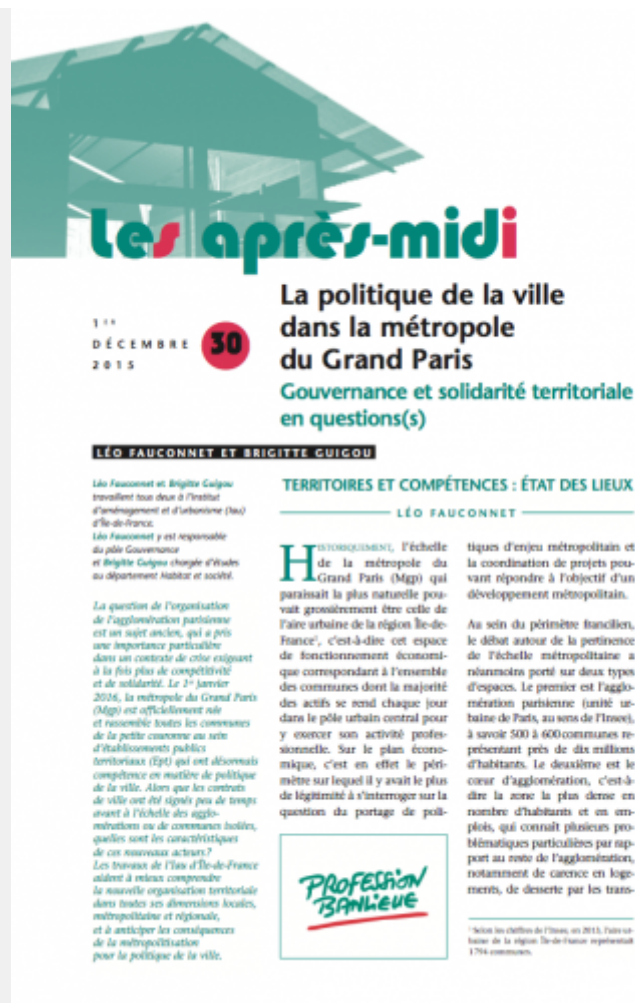 Les après-midi
La politique de la ville
dans la métropole
du Grand Paris
Gouvernance et solidarité territoriale
en questions(s)
1er
DÉCEMBRE
2015
30
LÉO FAUCONNET ET BRIGITTE GUIGOU
Léo Fauconnet et Brigitte Guigou
travaillent tous deux à l'Institut
d'aménagement et d'urbanisme (Iau)
d'Île-de-France.
Léo Fauconnet y est responsable
du pôle Gouvernance
et Brigitte Guigou chargée d'études
au département Habitat et société.
La question de l'organisation
de l'agglomération parisienne
est un sujet ancien, qui a pris
une importance particulière
dans un contexte de crise exigeant
à la fois plus de compétitivité
et de solidarité. Le 1er janvier
2016, la métropole du Grand Paris
(Mgp) est officiellement née
et rassemble toutes les communes
de la petite couronne au sein
d'établissements publics
territoriaux (Ept) qui ont désormais
compétence en matière de politique
de la ville. Alors que les contrats
de ville ont été signés peu de temps
avant à l'échelle des agglo-
mérations ou de communes isolées,
quelles sont les caractéristiques
de ces nouveaux acteurs?
Les travaux de l'Iau d'Île-de-France
aident à mieux comprendre
la nouvelle organisation territoriale
dans toutes ses dimensions locales,
métropolitaine et régionale,
et à anticiper les conséquences
de la métropolitisation
pour la politique de la ville.
TERRITOIRES ET COMPÉTENCES : ÉTAT DES LIEUX
LÉO FAUCONNET
HISTORIQUEMENT, l'échelle
de la métropole du
Grand Paris (Mgp) qui
paraissait la plus naturelle pou-
vait grossièrement être celle de
l'aire urbaine de la région Île-de-
France¹, c'est-à-dire cet espace
de fonctionnement économi-
que correspondant à l'ensemble
des communes dont la majorité
des actifs se rend chaque jour
dans le pôle urbain central pour
y exercer son activité profes-
sionnelle. Sur le plan écono-
mique, c'est en effet le péri-
mètre sur lequel il y avait le plus
de légitimité à s'interroger sur la
question du portage de poli-
tiques d'enjeu métropolitain et
la coordination de projets pou-
vant répondre à l'objectif d'un
développement métropolitain.
Au sein du périmètre francilien,
le débat autour de la pertinence
de l'échelle métropolitaine a
néanmoins porté sur deux types
d'espaces. Le premier est l'agglo-
mération parisienne (unité ur-
baine de Paris, au sens de l'Insee),
à savoir 500 à 600 communes re-
présentant près de dix millions
d'habitants. Le deuxième est le
cœur d'agglomération, c'est-à-
dire la zone la plus dense en
nombre d'habitants et en em-
plois, qui connaît plusieurs pro-
blématiques particulières par rap-
port au reste de l'agglomération,
notamment de carence en loge-
ments, de desserte par les trans-
PROFESSION
BANLIEUE
¹ Selon les chiffres de l'Insee, en 2013, l'aire ur-
baine de la région Île-de-France représentait
1794 communes.